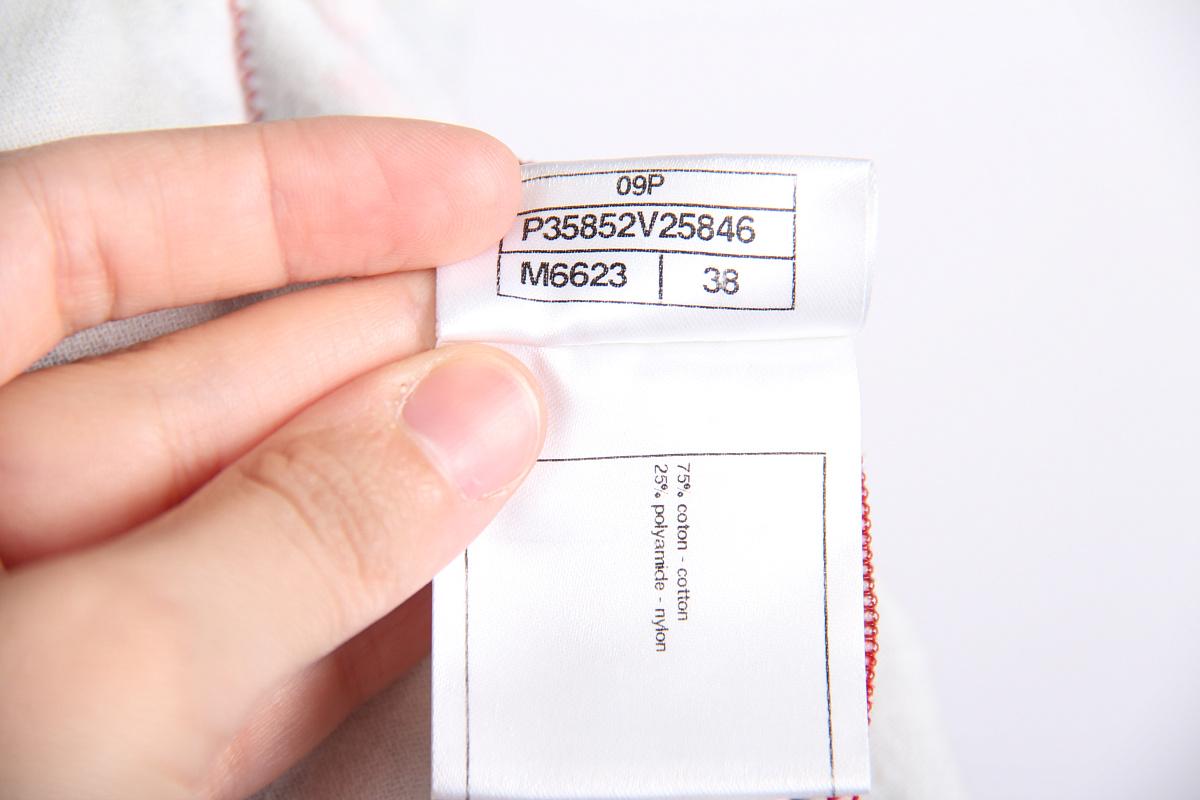 09P
P35852V25846
M6623 38
75% coton - cotton
25% polyamide - nylon